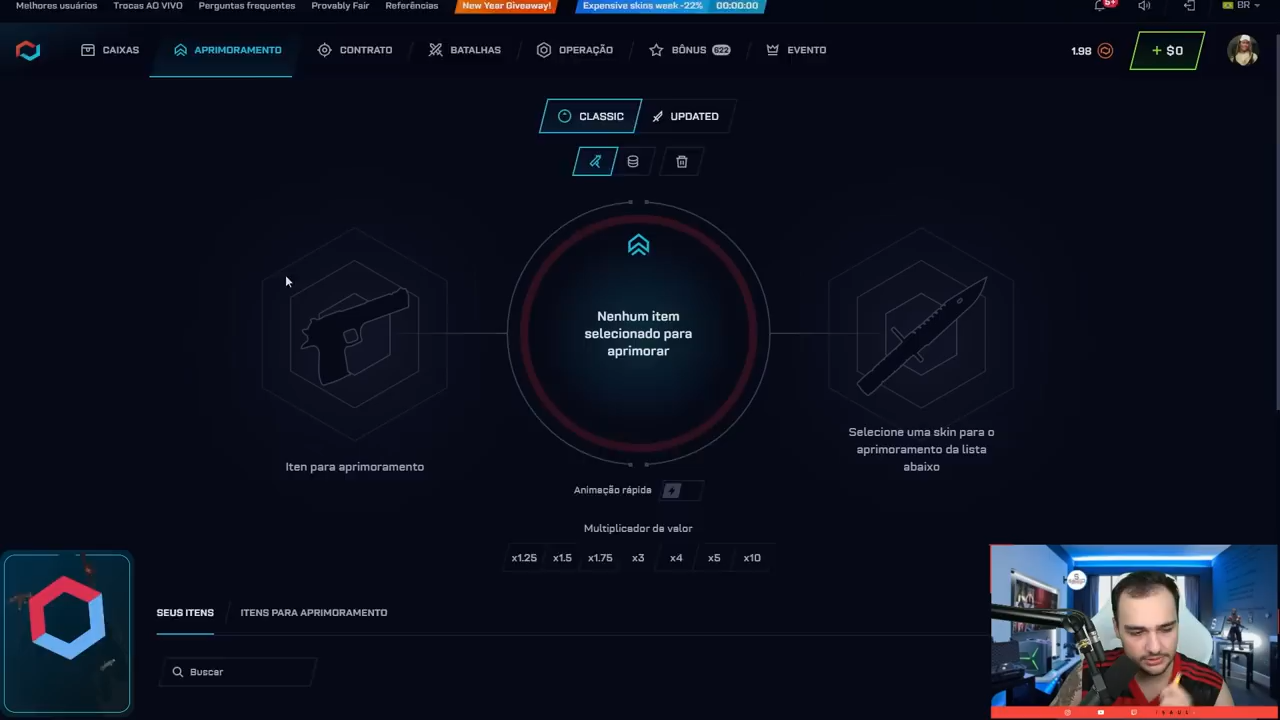 Melhores usuários Trocas AO VIVO Perguntas frequentes Provably Fair Referências New Year Giveaway! Expensive skins week -22% 00:00:00 5+ BR
CAIXAS APRIMORAMENTO CONTRATO BATALHAS OPERAÇÃO BÔNUS 622 EVENTO 1.98 + $0
CLASSIC UPDATED
Nenhum item
selecionado para
aprimorar
Selecione uma skin para o
aprimoramento da lista
abaixo
Iten para aprimoramento
Animação rápida
Multiplicador de valor
x1.25 x1.5 x1.75 x3 x4 x5 x10
SEUS ITENS ITENS PARA APRIMORAMENTO
Buscar